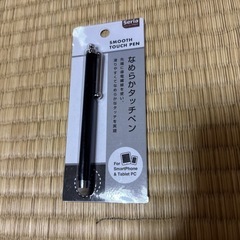 Seria
SMOOTH
TOUCH PEN
なめらかタッチペン
For
SmartPhone
& Tablet PC